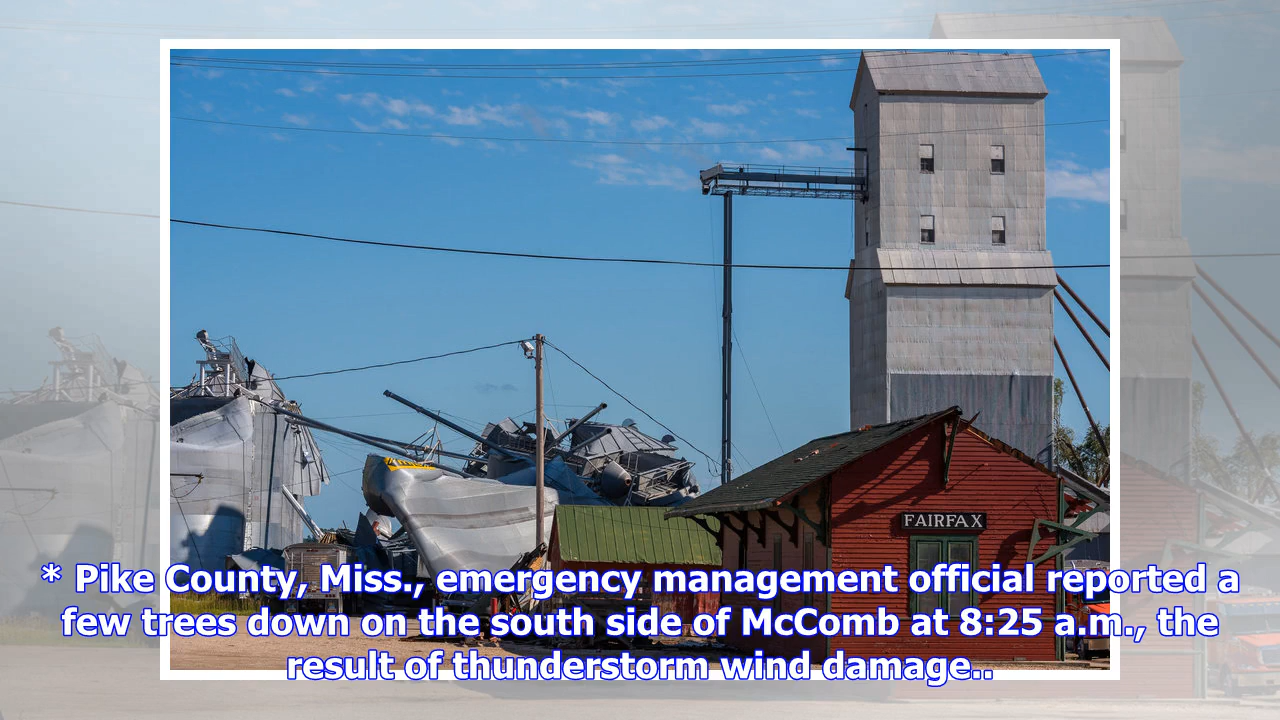 FAIRFAX
* Pike County, Miss., emergency management official reported a
few trees down on the south side of McComb at 8:25 a.m., the
result of thunderstorm wind damage..